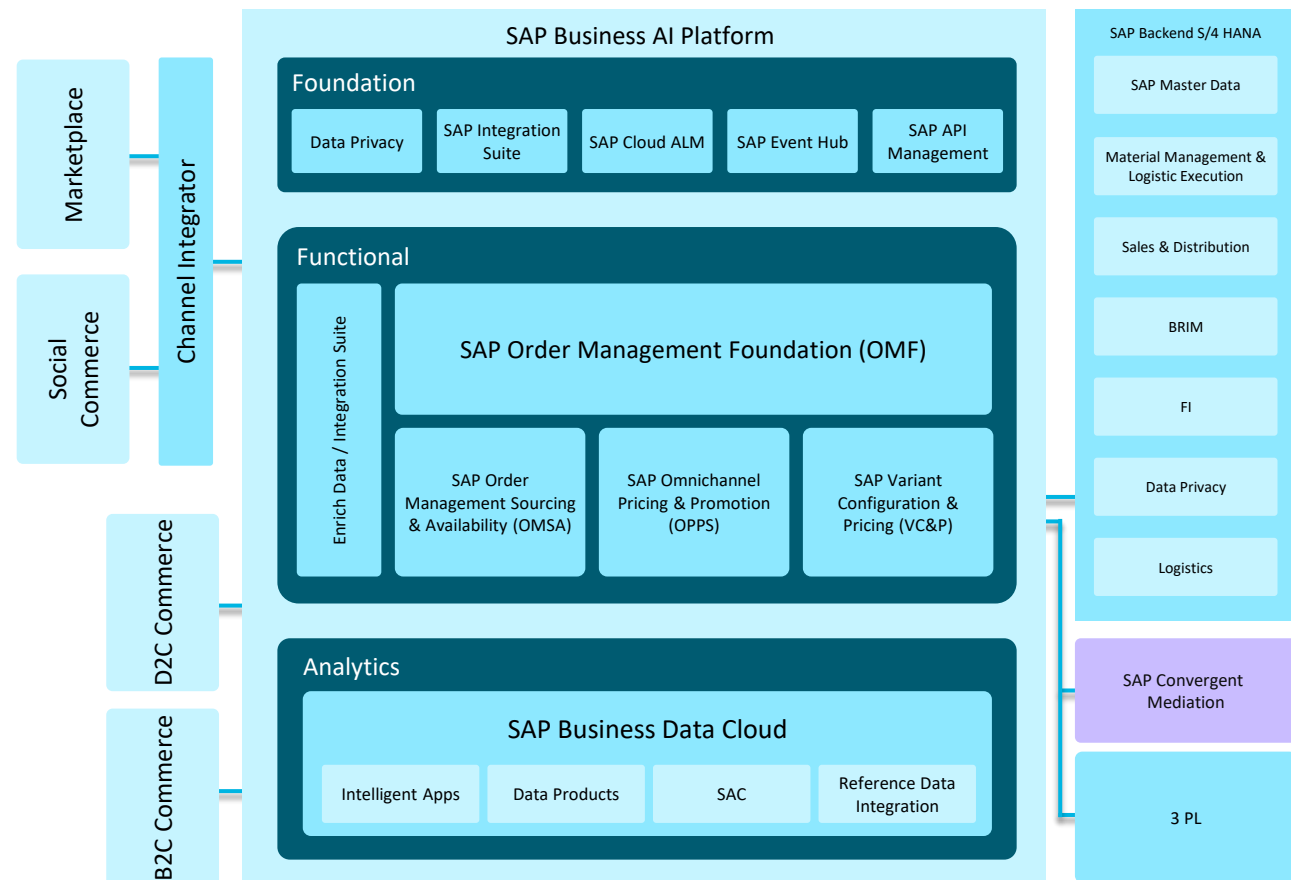 Marketplace
Social
Commerce
Channel Integrator
D2C Commerce
B2C Commerce
SAP Business AI Platform
Foundation
Data Privacy
SAP Integration
Suite
SAP Cloud ALM
SAP Event Hub
SAP API
Management
Functional
Enrich Data / Integration Suite
SAP Order Management Foundation (OMF)
SAP Order
Management Sourcing
& Availability (OMSA)
SAP Omnichannel
Pricing & Promotion
(OPPS)
SAP Variant
Configuration &
Pricing (VC&P)
Analytics
SAP Business Data Cloud
Intelligent Apps
Data Products
SAC
Reference Data
Integration
SAP Backend S/4 HANA
SAP Master Data
Material Management &
Logistic Execution
Sales & Distribution
BRIM
FI
Data Privacy
Logistics
SAP Convergent
Mediation
3 PL